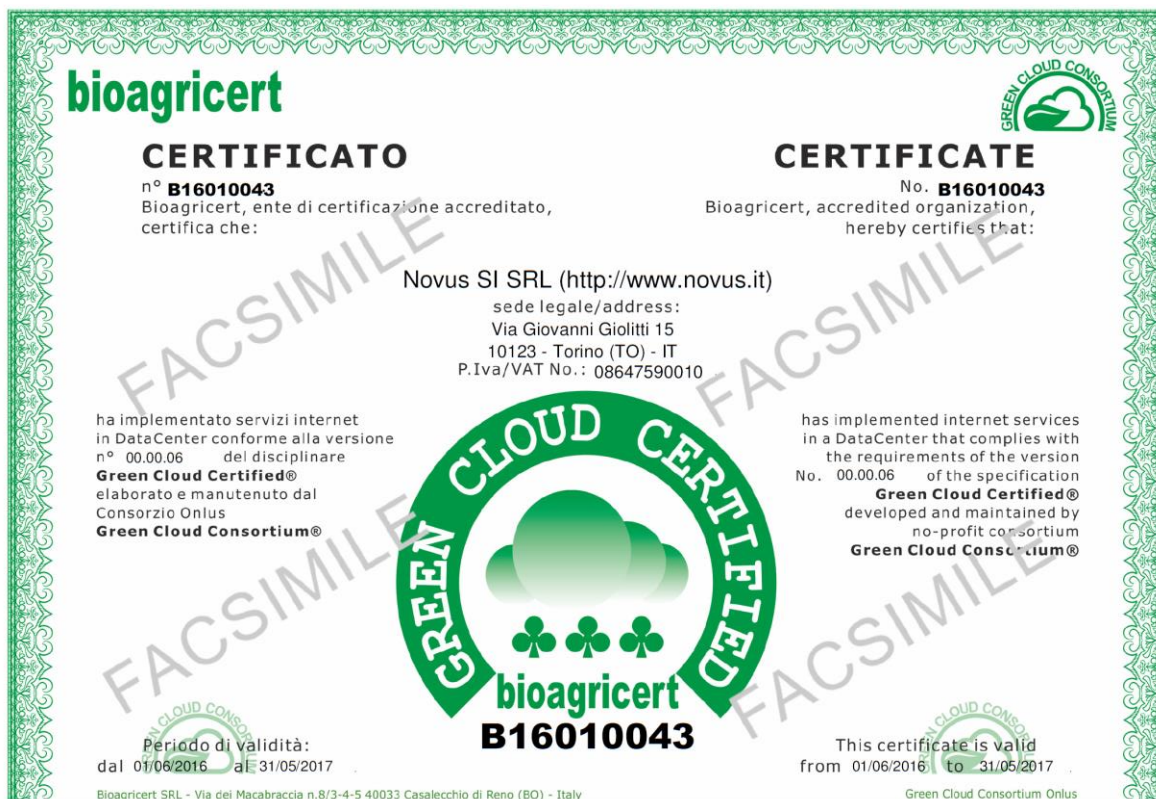 bioagricert
GREEN CLOUD CONSORTIUM
CERTIFICATO
n° B16010043
Bioagricert, ente di certificazione accreditato,
certifica che:
CERTIFICATE
No. B16010043
Bioagricert, accredited organization,
hereby certifies that:
FACSIMILE
FACSIMILE
Novus SI SRL (http://www.novus.it)
sede legale/address:
Via Giovanni Giolitti 15
10123 - Torino (TO) - IT
P.Iva/VAT No.: 08647590010
ha implementato servizi internet
in DataCenter conforme alla versione
n° 00.00.06 del disciplinare
Green Cloud Certified®
elaborato e manutenuto dal
Consorzio Onlus
Green Cloud Consortium®
has implemented internet services
in a DataCenter that complies with
the requirements of the version
No. 00.00.06 of the specification
Green Cloud Certified®
developed and maintained by
no-profit consortium
Green Cloud Consortium®
GREEN CLOUD CERTIFIED
bioagricert
B16010043
FACSIMILE
FACSIMILE
GREEN CLOUD CONSORTIUM
Periodo di validità:
dal 01/06/2016 al 31/05/2017
GREEN CLOUD CONSORTIUM
This certificate is valid
from 01/06/2016 to 31/05/2017
Bioagricert SRL - Via dei Macabraccia n.8/3-4-5 40033 Casalecchio di Reno (BO) - Italy
Green Cloud Consortium Onlus